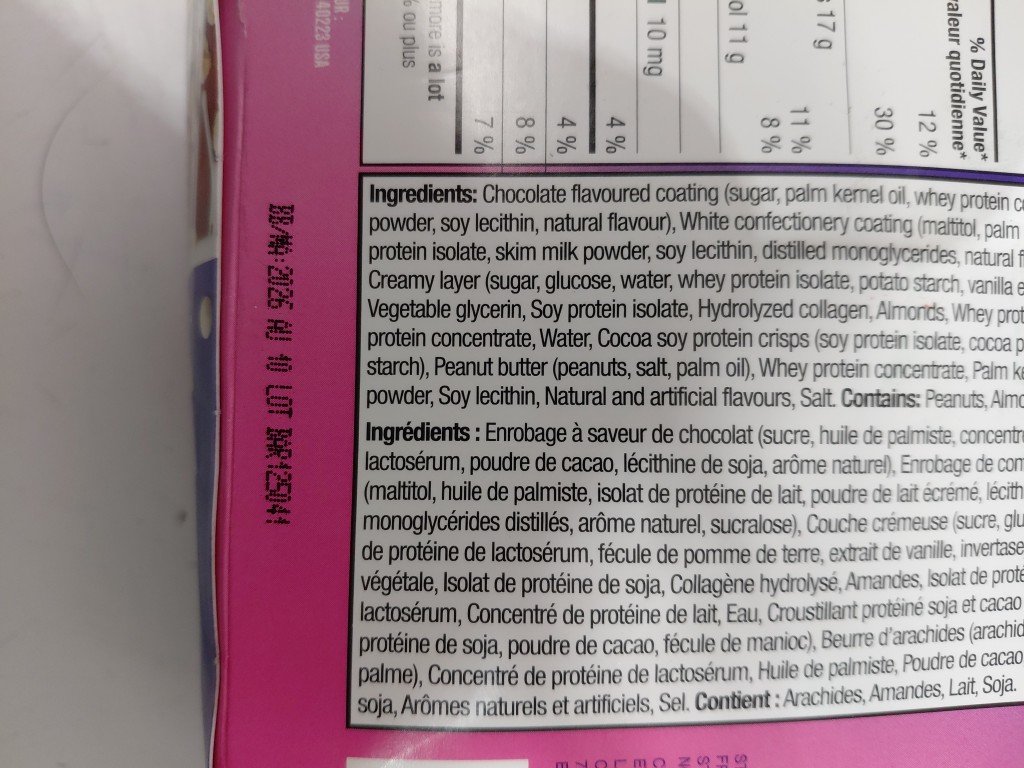 % Daily Value*
valeur quotidienne*
12 %
30 %
17 g
11 %
8 %
ol 11 g
10 mg
4 %
4 %
8 %
7 %
more is a lot
% ou plus
40223 USA
Ingredients: Chocolate flavoured coating (sugar, palm kernel oil, whey protein
powder, soy lecithin, natural flavour), White confectionery coating (maltitol, palm
protein isolate, skim milk powder, soy lecithin, distilled monoglycerides, natural
Creamy layer (sugar, glucose, water, whey protein isolate, potato starch, vanilla
Vegetable glycerin, Soy protein isolate, Hydrolyzed collagen, Almonds, Whey prot
protein concentrate, Water, Cocoa soy protein crisps (soy protein isolate, cocoa p
starch), Peanut butter (peanuts, salt, palm oil), Whey protein concentrate, Palm
powder, Soy lecithin, Natural and artificial flavours, Salt. Contains: Peanuts, Almo
Ingrédients : Enrobage à saveur de chocolat (sucre, huile de palmiste, concentr
lactosérum, poudre de cacao, lécithine de soja, arôme naturel), Enrobage de con
(maltitol, huile de palmiste, isolat de protéine de lait, poudre de lait écrémé, lécith
monoglycérides distillés, arôme naturel, sucralose), Couche crémeuse (sucre, glu
de protéine de lactosérum, fécule de pomme de terre, extrait de vanille, invertase
végétale, Isolat de protéine de soja, Collagène hydrolysé, Amandes, Isolat de proté
lactosérum, Concentré de protéine de lait, Eau, Croustillant protéiné soja et cacao
protéine de soja, poudre de cacao, fécule de manioc), Beurre d'arachides (arachid
palme), Concentré de protéine de lactosérum, Huile de palmiste, Poudre de cacao
soja, Arômes naturels et artificiels, Sel. Contient : Arachides, Amandes, Lait, Soja.
BB/MA: 2026 AL 10 LOT BAR125044